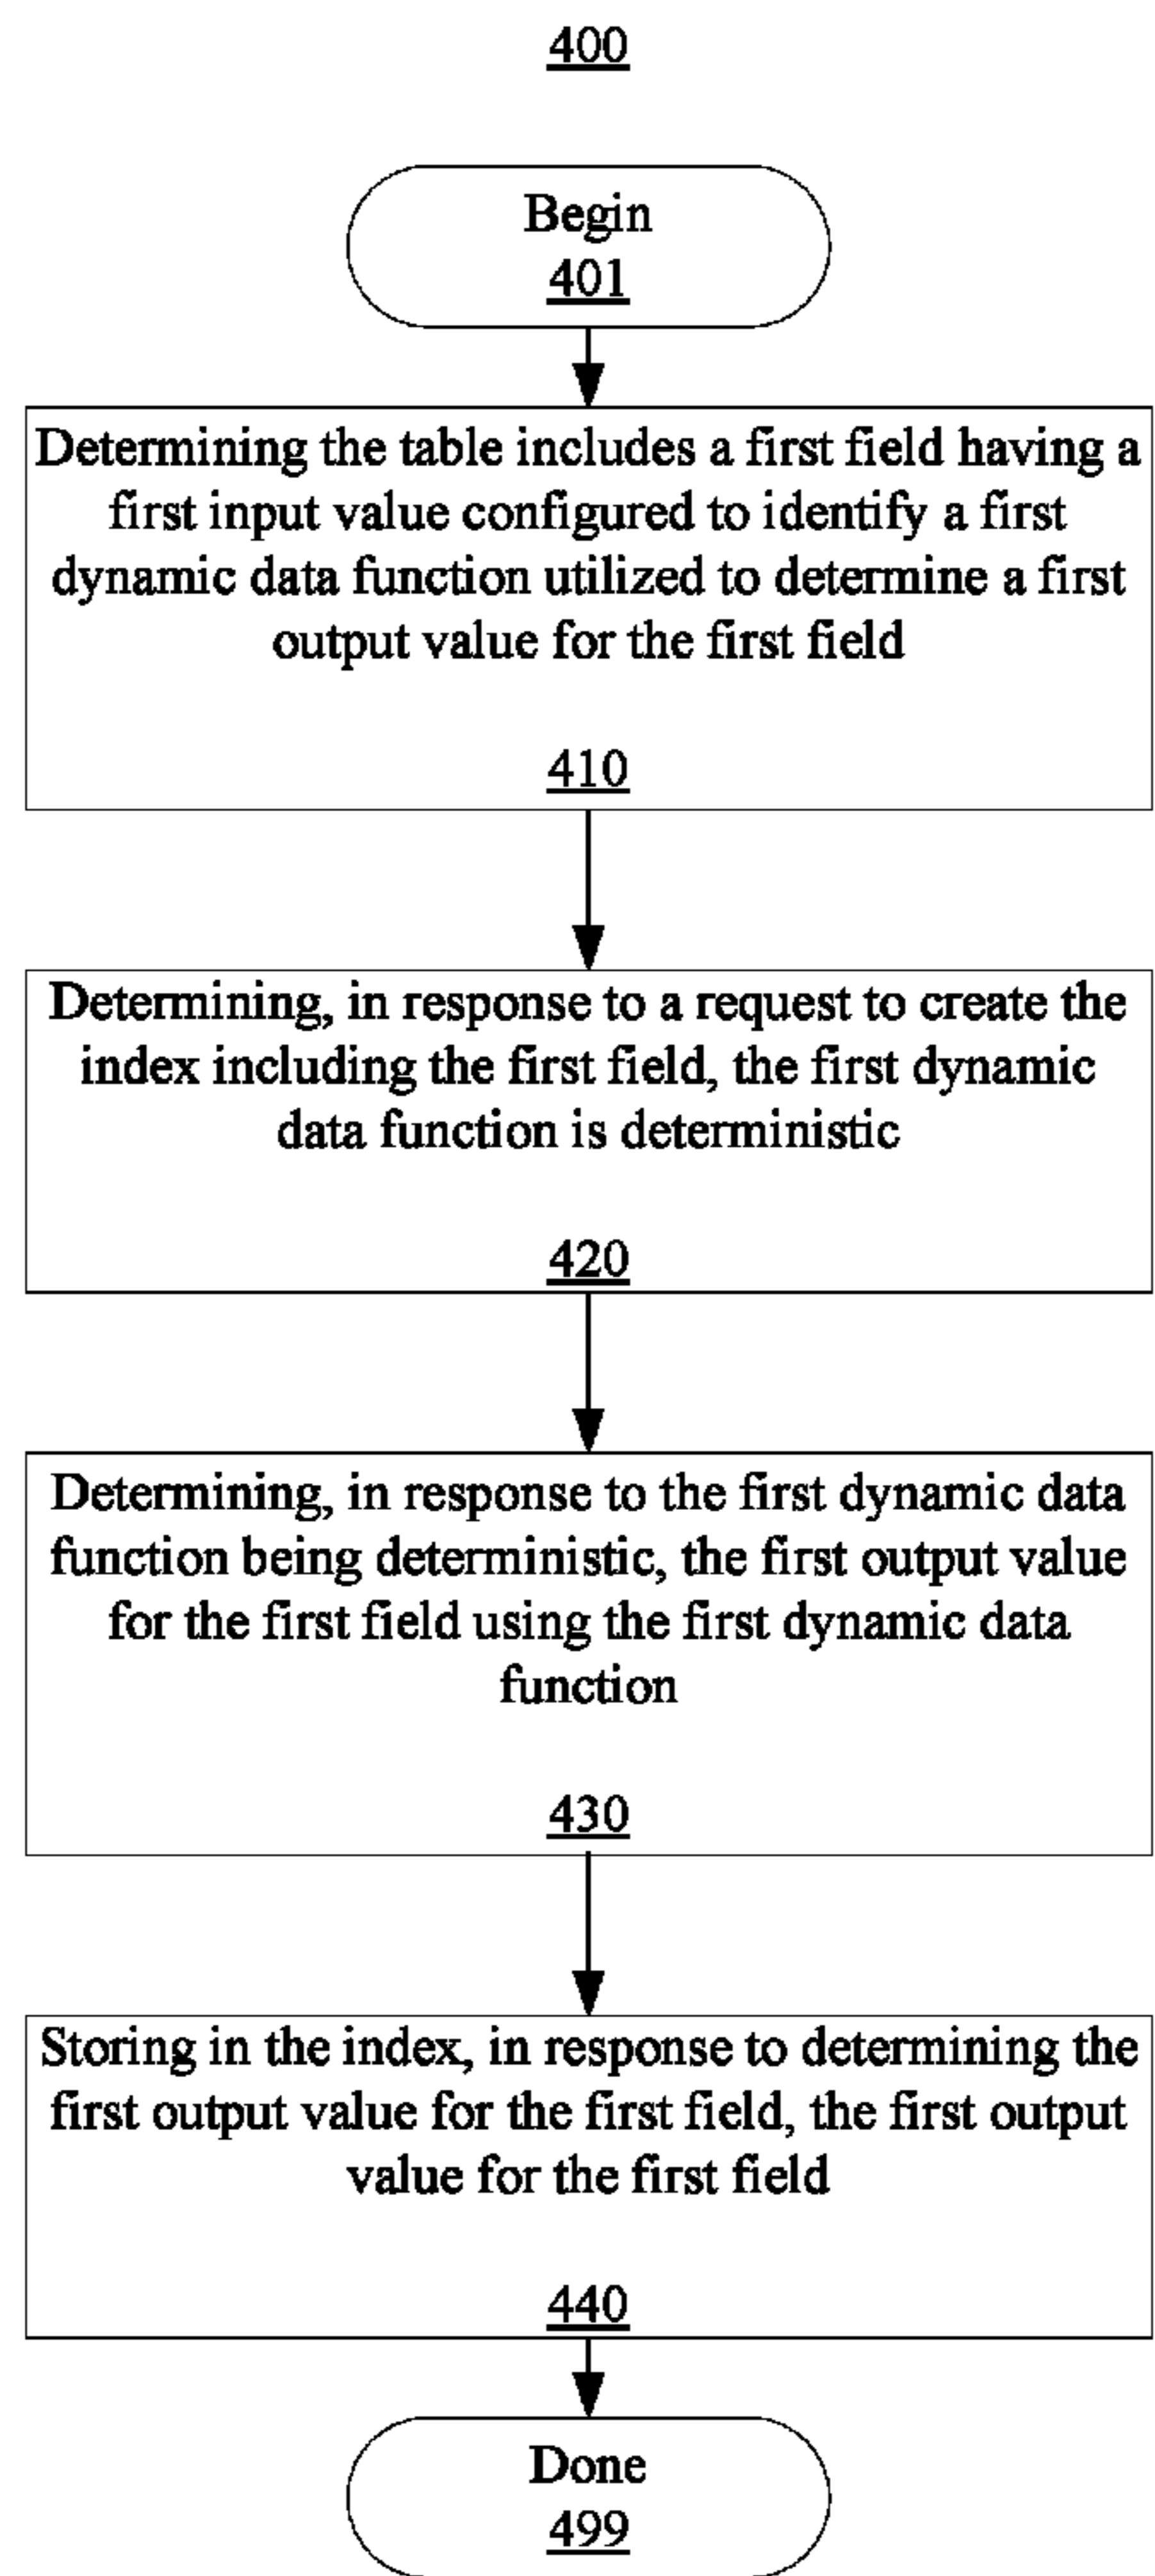 400
Begin
401
Determining the table includes a first field having a
first input value configured to identify a first
dynamic data function utilized to determine a first
output value for the first field
410
Determining, in response to a request to create the
index including the first field, the first dynamic
data function is deterministic
420
Determining, in response to the first dynamic data
function being deterministic, the first output value
for the first field using the first dynamic data
function
430
Storing in the index, in response to determining the
first output value for the first field, the first output
value for the first field
440
Done
499